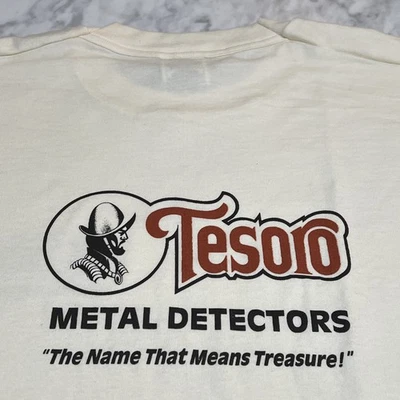 Tesoro
METAL DETECTORS
"The Name That Means Treasure!"